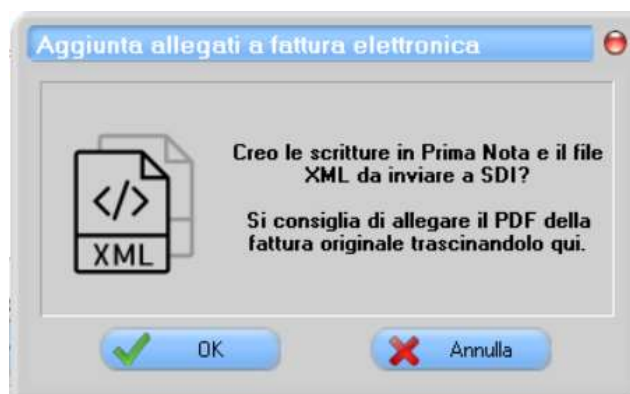 Aggiunta allegati a fattura elettronica
Creo le scritture in Prima Nota e il file
XML da inviare a SDI?
Si consiglia di allegare il PDF della
fattura originale trascinandolo qui.
</>
XML
OK
Annulla